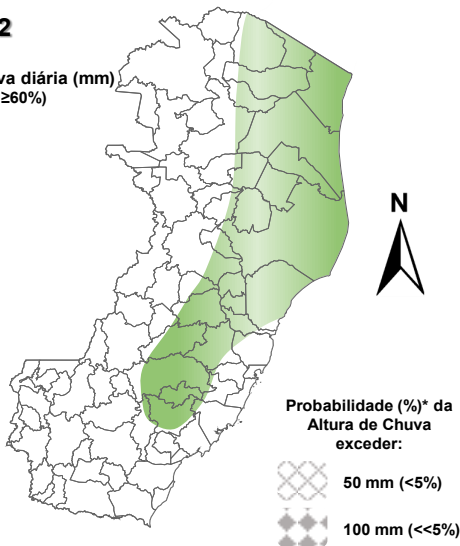 2
va diária (mm)
≥60%)
N
Probabilidade (%)* da
Altura de Chuva
exceder:
50 mm (<5%)
100 mm (<<5%)